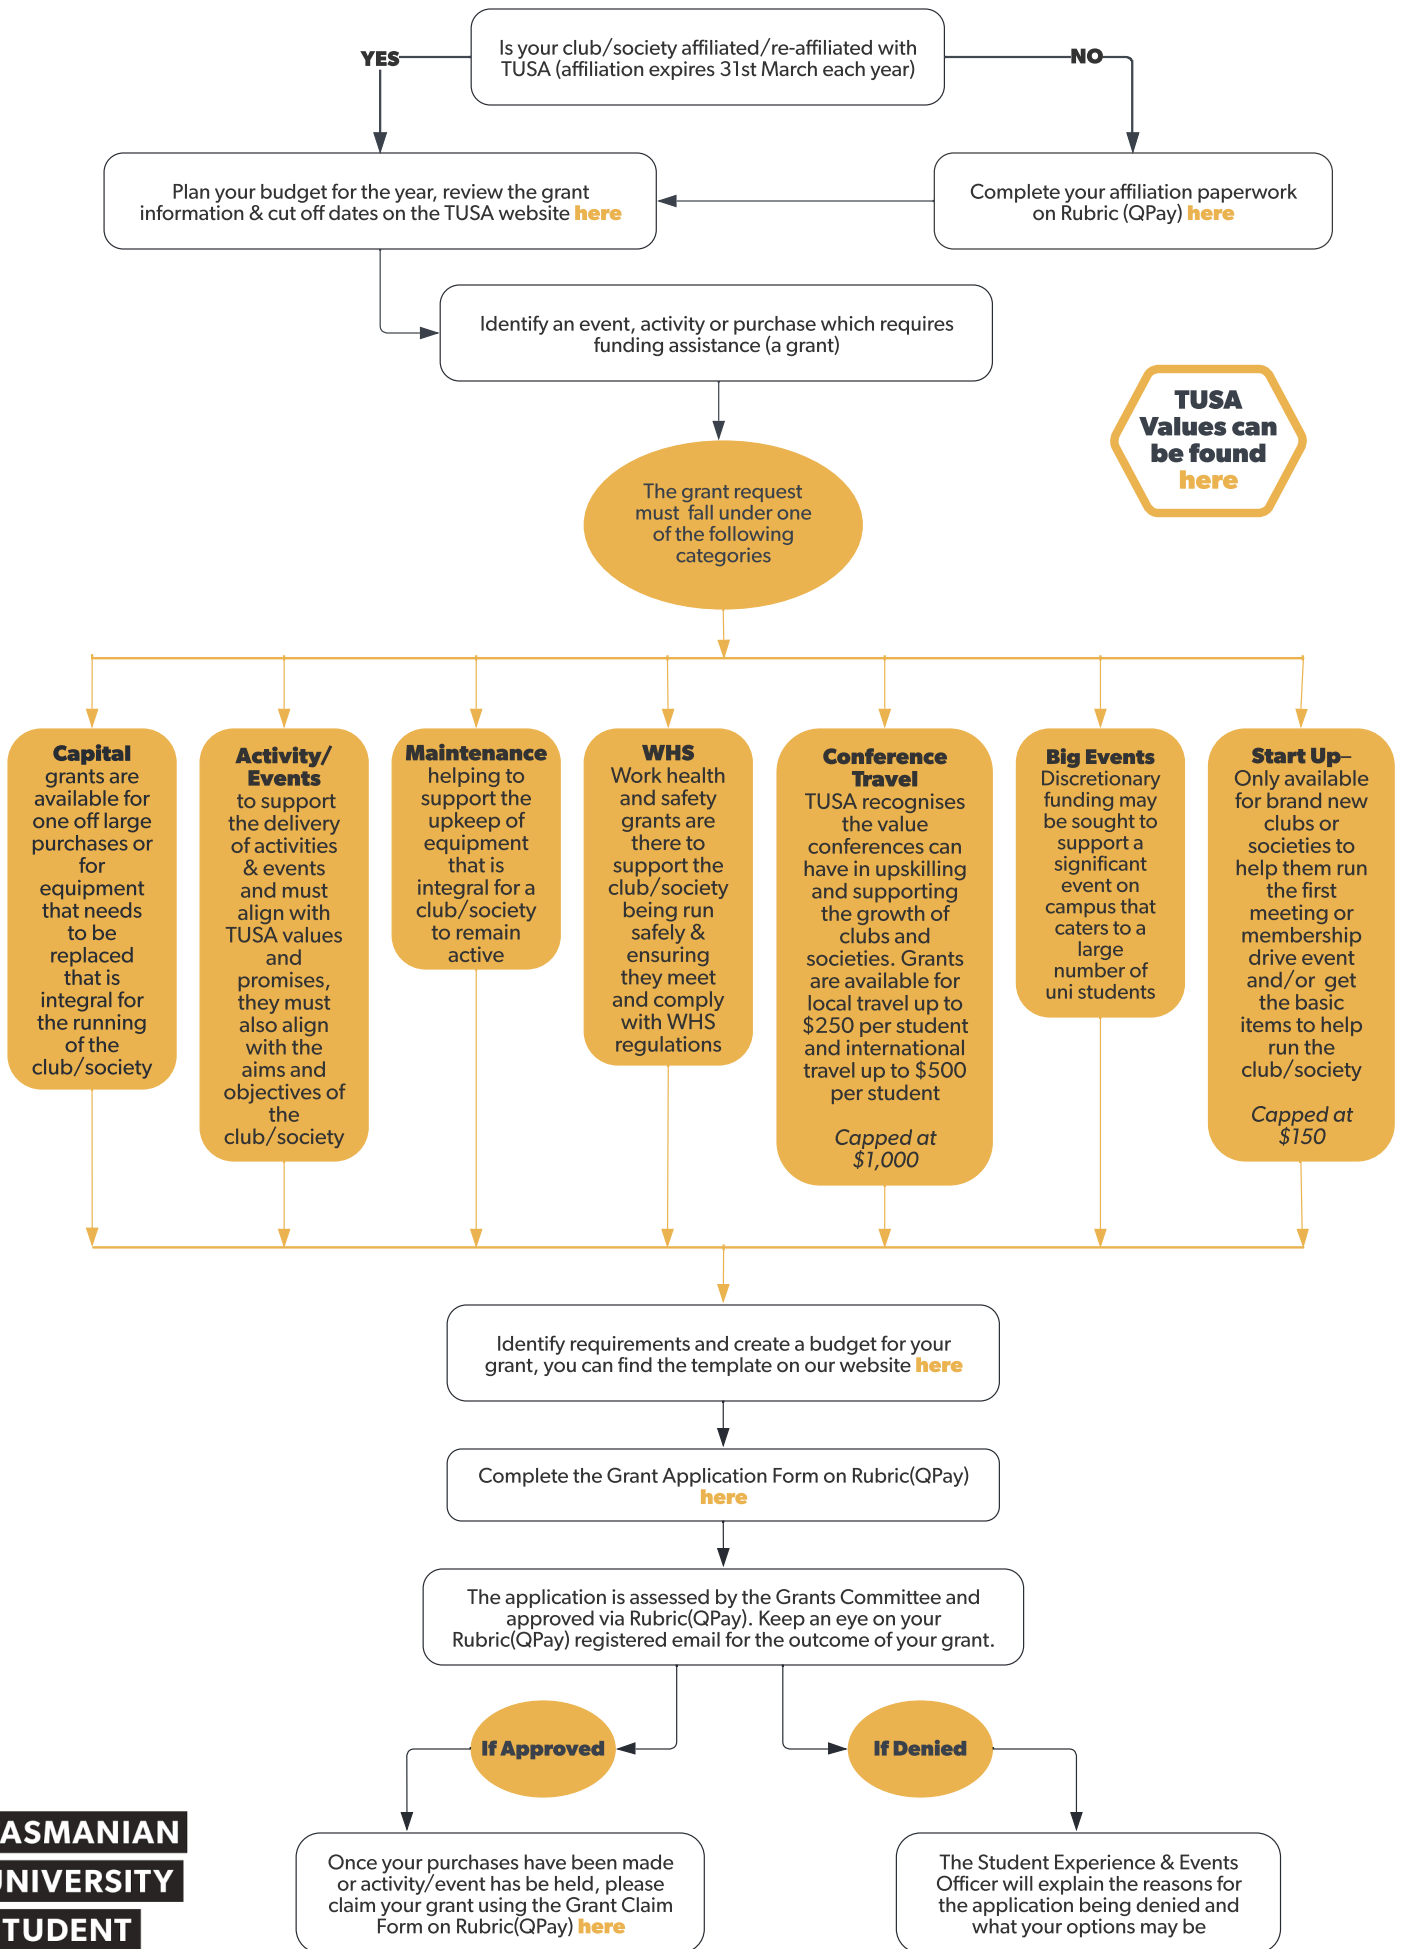 Is your club/society affiliated/re-affiliated with
TUSA (affiliation expires 31st March each year)
YES
NO
Plan your budget for the year, review the grant
information & cut off dates on the TUSA website here
Complete your affiliation paperwork
on Rubric (QPay) here
Identify an event, activity or purchase which requires
funding assistance (a grant)
TUSA
Values can
be found
here
The grant request
must fall under one
of the following
categories
Capital
grants are
available for
one off large
purchases or
for
equipment
that needs
to be
replaced
that is
integral for
the running
of the
club/society
Activity/
Events
to support
the delivery
of activities
& events
and must
align with
TUSA values
and
promises,
they must
also align
with the
aims and
objectives of
the
club/society
Maintenance
helping to
support the
upkeep of
equipment
that is
integral for a
club/society
to remain
active
WHS
Work health
and safety
grants are
there to
support the
club/society
being run
safely &
ensuring
they meet
and comply
with WHS
regulations
Conference
Travel
TUSA recognises
the value
conferences can
have in upskilling
and supporting
the growth of
clubs and
societies. Grants
are available for
local travel up to
$250 per student
and international
travel up to $500
per student
Capped at
$1,000
Big Events
Discretionary
funding may
be sought to
support a
significant
event on
campus that
caters to a
large
number of
uni students
Start Up–
Only available
for brand new
clubs or
societies to
help them run
the first
meeting or
membership
drive event
and/or get
the basic
items to help
run the
club/society
Capped at
$150
Identify requirements and create a budget for your
grant, you can find the template on our website here
Complete the Grant Application Form on Rubric(QPay)
here
The application is assessed by the Grants Committee and
approved via Rubric(QPay). Keep an eye on your
Rubric(QPay) registered email for the outcome of your grant.
If Approved
If Denied
Once your purchases have been made
or activity/event has be held, please
claim your grant using the Grant Claim
Form on Rubric(QPay) here
The Student Experience & Events
Officer will explain the reasons for
the application being denied and
what your options may be
ASMANIAN
UNIVERSITY
TUDENT